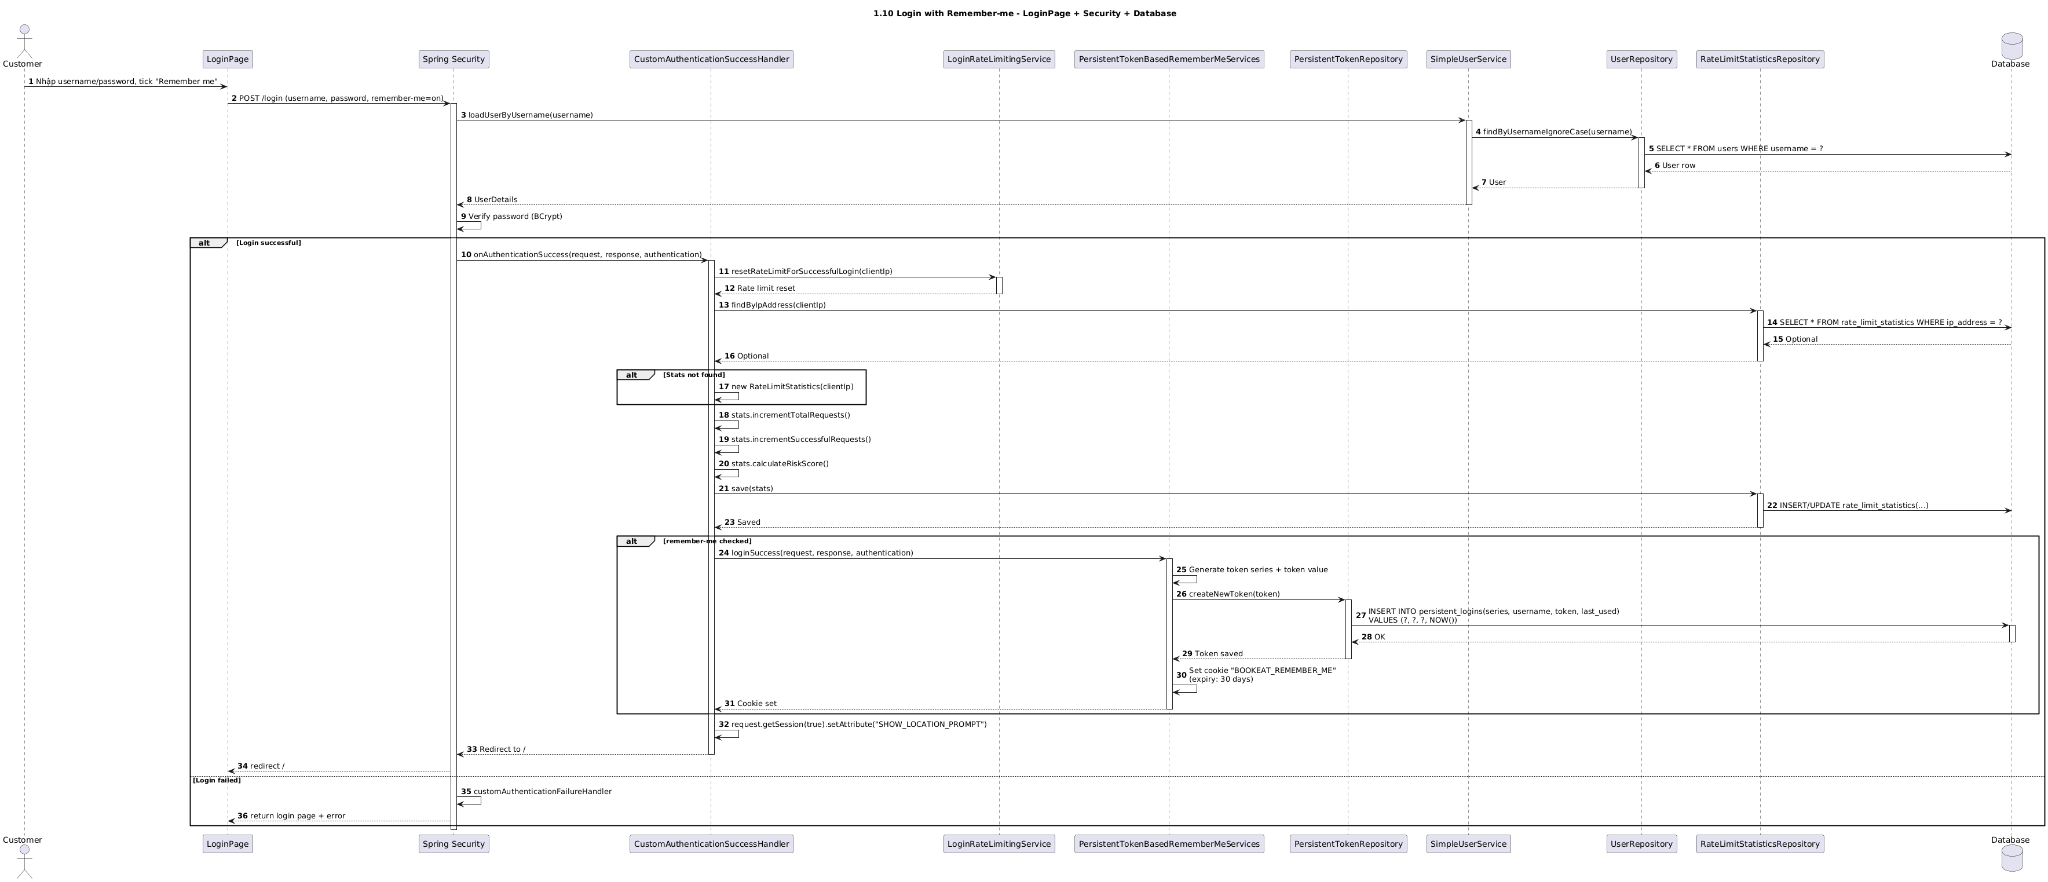 1.10 Login with Remember-me - LoginPage + Security + Database
Customer
LoginPage
Spring Security
CustomAuthenticationSuccessHandler
LoginRateLimitingService
PersistentTokenBasedRememberMeServices
PersistentTokenRepository
SimpleUserService
UserRepository
RateLimitStatisticsRepository
Database
1 Nhập username/password, tick "Remember me"
2 POST /login (username, password, remember-me=on)
3 loadUserByUsername(username)
4 findByUsernameIgnoreCase(username)
5 SELECT * FROM users WHERE username = ?
6 User row
7 User
8 UserDetails
9 Verify password (BCrypt)
alt [Login successful]
10 onAuthenticationSuccess(request, response, authentication)
11 resetRateLimitForSuccessfulLogin(clientIp)
12 Rate limit reset
13 findByIpAddress(clientIp)
14 SELECT * FROM rate_limit_statistics WHERE ip_address = ?
15 Optional
16 Optional
alt [Stats not found]
17 new RateLimitStatistics(clientIp)
18 stats.incrementTotalRequests()
19 stats.incrementSuccessfulRequests()
20 stats.calculateRiskScore()
21 save(stats)
22 INSERT/UPDATE rate_limit_statistics(...)
23 Saved
alt [remember-me checked]
24 loginSuccess(request, response, authentication)
25 Generate token series + token value
26 createNewToken(token)
27 INSERT INTO persistent_logins(series, username, token, last_used)
VALUES (?, ?, ?, NOW())
28 OK
29 Token saved
30 Set cookie "BOOKEAT_REMEMBER_ME"
(expiry: 30 days)
31 Cookie set
32 request.getSession(true).setAttribute("SHOW_LOCATION_PROMPT")
33 Redirect to /
34 redirect /
[Login failed]
35 customAuthenticationFailureHandler
36 return login page + error
Customer
LoginPage
Spring Security
CustomAuthenticationSuccessHandler
LoginRateLimitingService
PersistentTokenBasedRememberMeServices
PersistentTokenRepository
SimpleUserService
UserRepository
RateLimitStatisticsRepository
Database